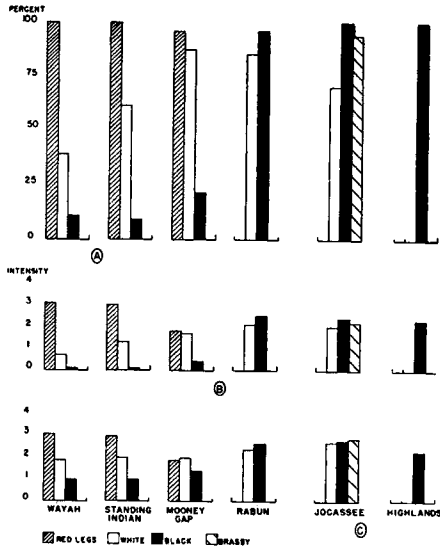 PERCENT
100
75
50
25
0
A
INTENSITY
4
3
2
1
0
B
4
3
2
1
0
WAYAH STANDING INDIAN MOONEY GAP RABUN JOCASSEE HIGHLANDS
C
RED LEGS WHITE BLACK BRASSY